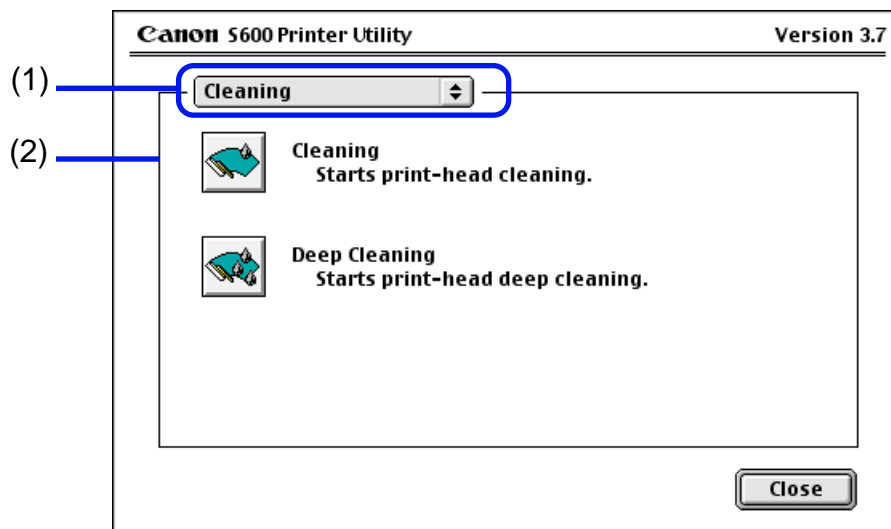 Canon S600 Printer Utility Version 3.7
(1) Cleaning
(2)
Cleaning
Starts print-head cleaning.
Deep Cleaning
Starts print-head deep cleaning.
Close